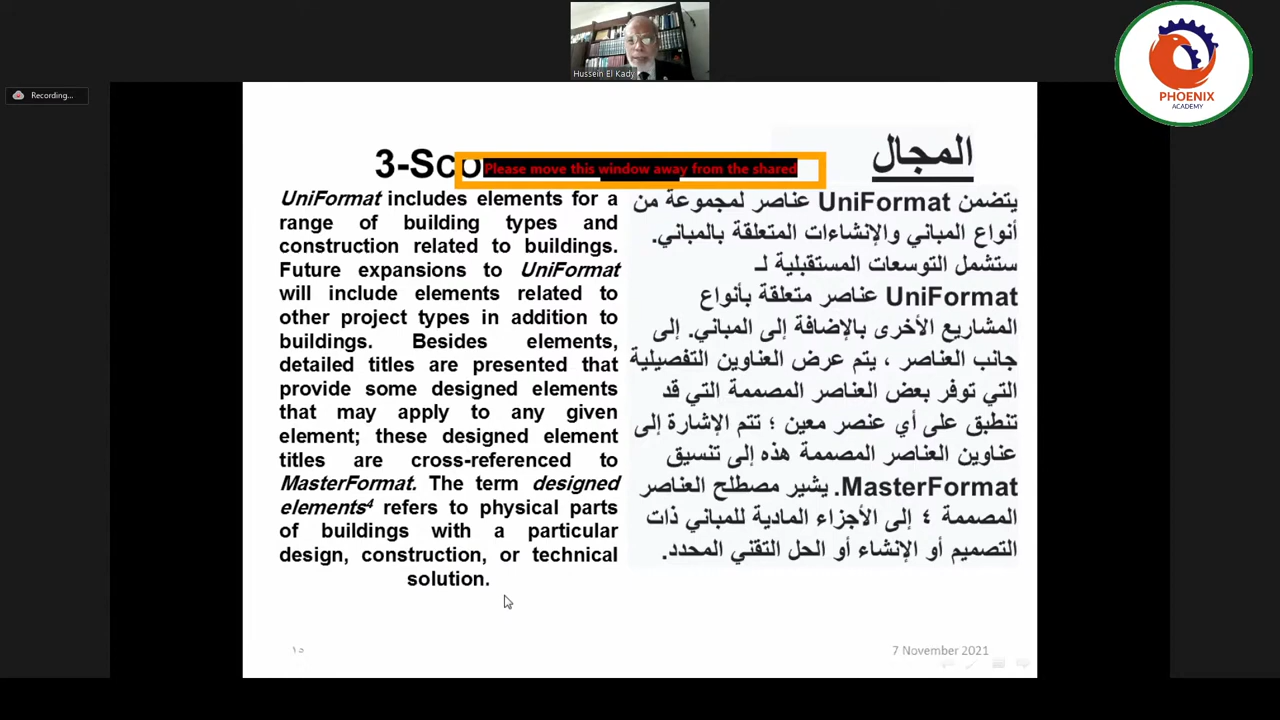 Hussein El Kady
Recording...
PHOENIX
ACADEMY
3-Sco
Please move this window away from the shared
UniFormat includes elements for a
range of building types and
construction related to buildings.
Future expansions to UniFormat
will include elements related to
other project types in addition to
buildings. Besides elements,
detailed titles are presented that
provide some designed elements
that may apply to any given
element; these designed element
titles are cross-referenced to
MasterFormat. The term designed
elements4 refers to physical parts
of buildings with a particular
design, construction, or technical
solution.
المجال
يتضمن UniFormat عناصر لمجموعة من
أنواع المباني والإنشاءات المتعلقة بالمباني.
ستشمل التوسعات المستقبلية لـ
UniFormat عناصر متعلقة بأنواع
المشاريع الأخرى بالإضافة إلى المباني. إلى
جانب العناصر ، يتم عرض العناوين التفصيلية
التي توفر بعض العناصر المصممة التي قد
تنطبق على أي عنصر معين ؛ تتم الإشارة إلى
عناوين العناصر المصممة هذه إلى تنسيق
MasterFormat. يشير مصطلح العناصر
المصممة ٤ إلى الأجزاء المادية للمباني ذات
التصميم أو الإنشاء أو الحل التقني المحدد.
١٥
7 November 2021